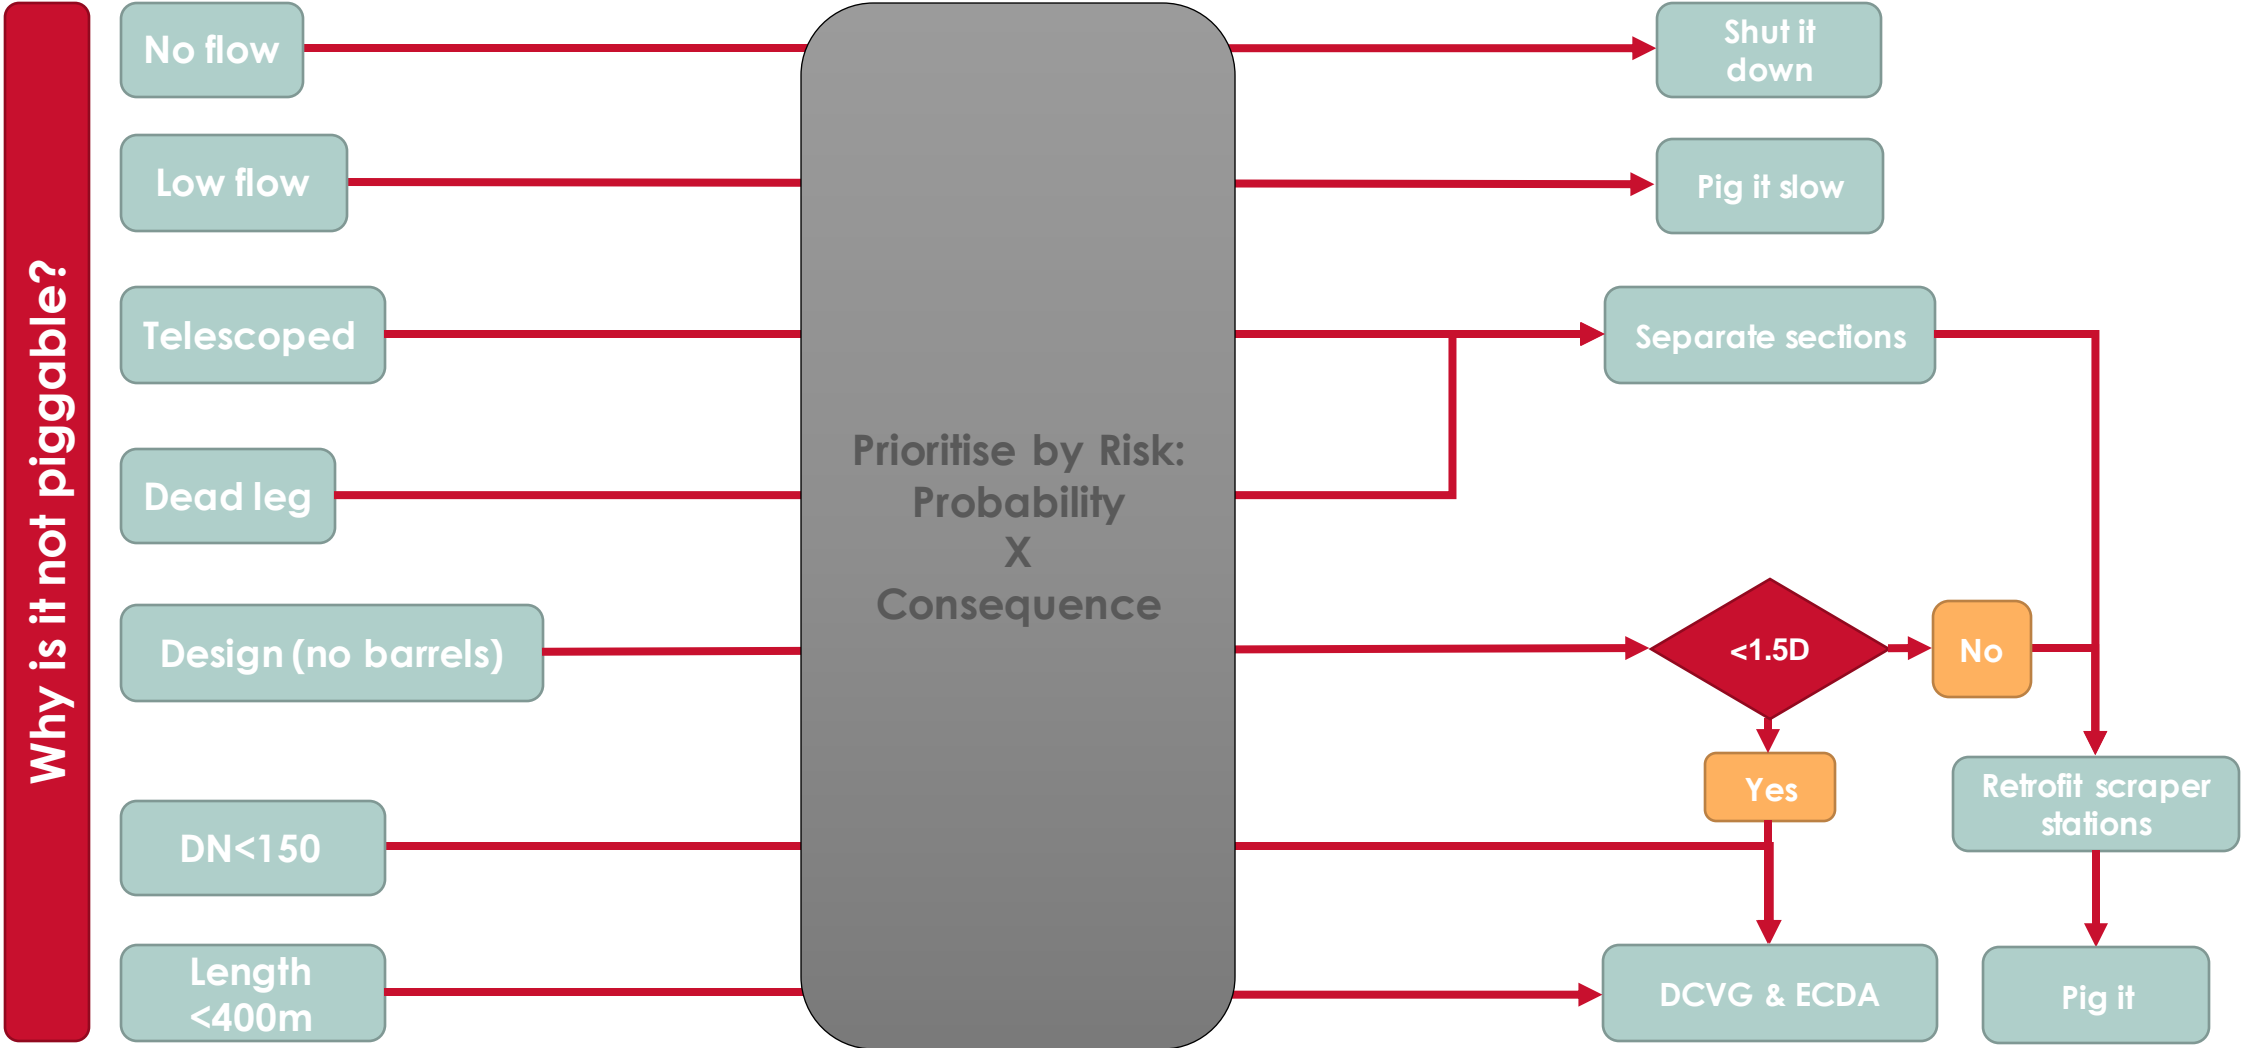 Why is it not piggable?
No flow
Low flow
Telescoped
Dead leg
Design (no barrels)
DN<150
Length
<400m
Prioritise by Risk:
Probability
X
Consequence
Shut it
down
Pig it slow
Separate sections
<1.5D
No
Yes
Retrofit scraper
stations
DCVG & ECDA
Pig it